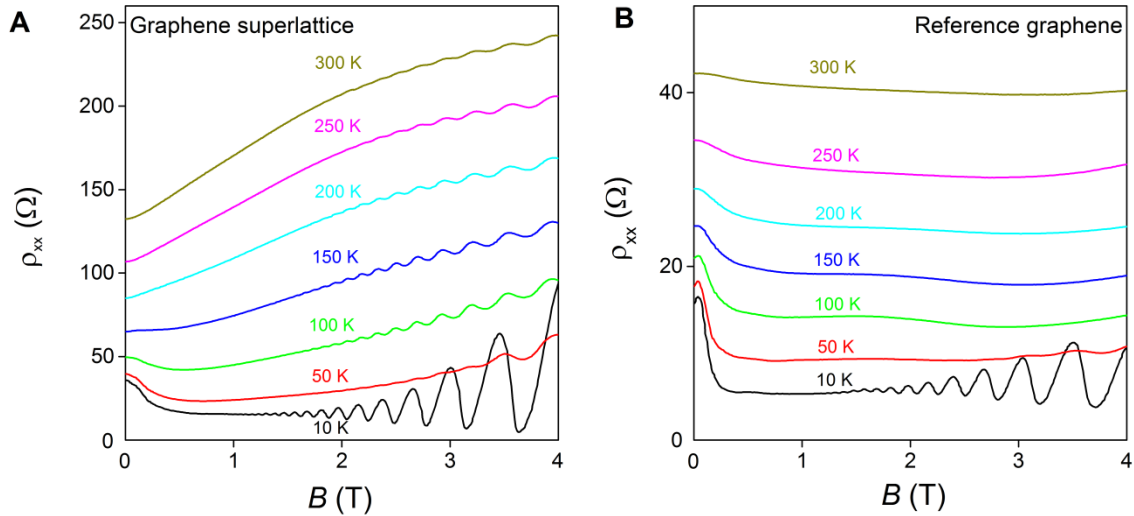 A
Graphene superlattice
250
200
150
100
50
0
ρxx (Ω)
300 K
250 K
200 K
150 K
100 K
50 K
10 K
0 1 2 3 4
B (T)
B
Reference graphene
40
20
0
ρxx (Ω)
300 K
250 K
200 K
150 K
100 K
50 K
10 K
0 1 2 3 4
B (T)